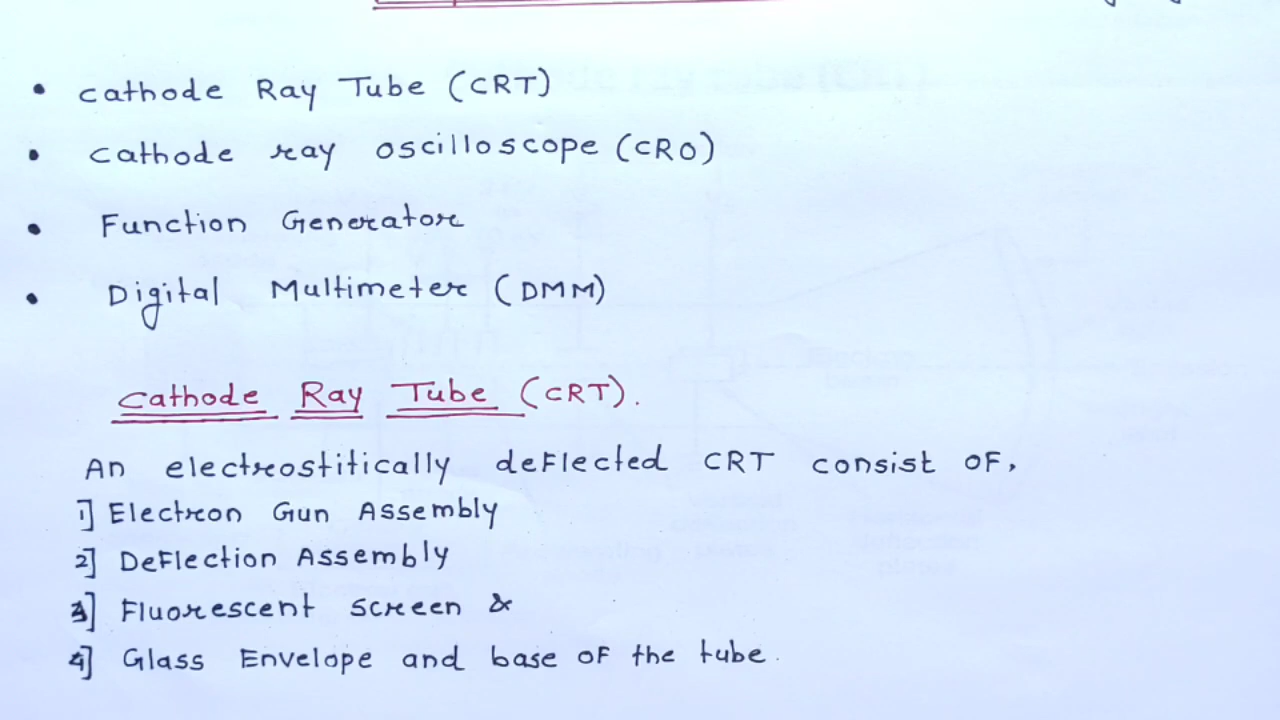 • Cathode Ray Tube (CRT)
• Cathode ray oscilloscope (CRO)
• Function Generator
• Digital Multimeter (DMM)
Cathode Ray Tube (CRT).
An electrostitically deflected CRT consist of,
1] Electron Gun Assembly
2] Deflection Assembly
3] Fluorescent screen &
4] Glass Envelope and base of the tube.